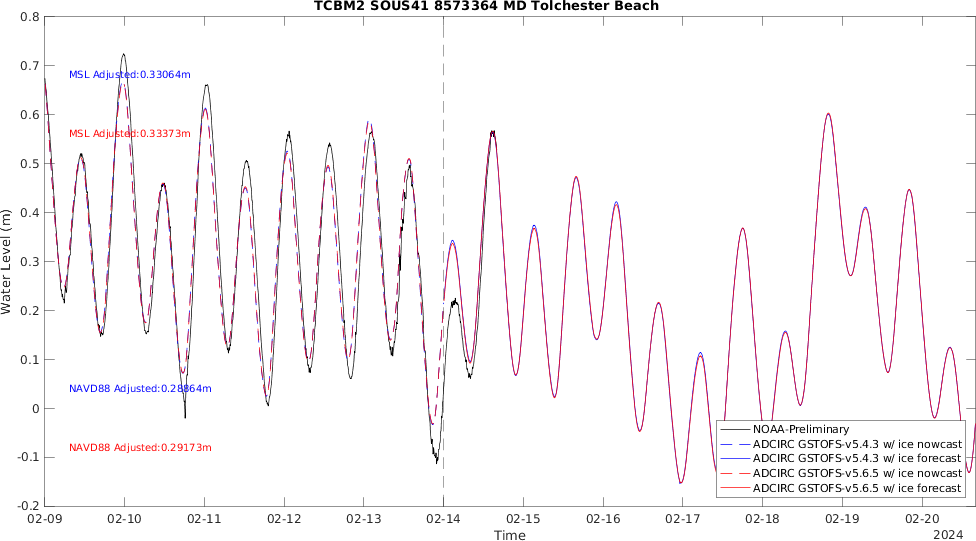 TCBM2 SOUS41 8573364 MD Tolchester Beach
0.8
0.7
0.6
0.5
0.4
0.3
0.2
0.1
0
-0.1
-0.2
Water Level (m)
MSL Adjusted:0.33064m
MSL Adjusted:0.33373m
NAVD88 Adjusted:0.28864m
NAVD88 Adjusted:0.29173m
NOAA-Preliminary
ADCIRC GSTOFS-v5.4.3 w/ ice nowcast
ADCIRC GSTOFS-v5.4.3 w/ ice forecast
ADCIRC GSTOFS-v5.6.5 w/ ice nowcast
ADCIRC GSTOFS-v5.6.5 w/ ice forecast
02-09 02-10 02-11 02-12 02-13 02-14 02-15 02-16 02-17 02-18 02-19 02-20
Time
2024